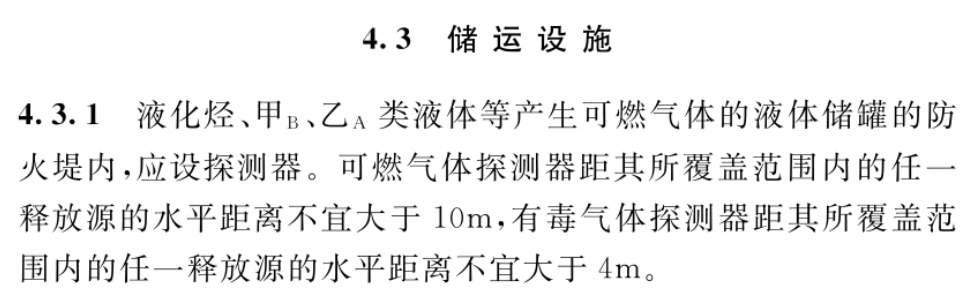 4.3 储运设施
4.3.1 液化烃、甲B、乙A 类液体等产生可燃气体的液体储罐的防
火堤内,应设探测器。可燃气体探测器距其所覆盖范围内的任一
释放源的水平距离不宜大于 10m,有毒气体探测器距其所覆盖范
围内的任一释放源的水平距离不宜大于 4m。